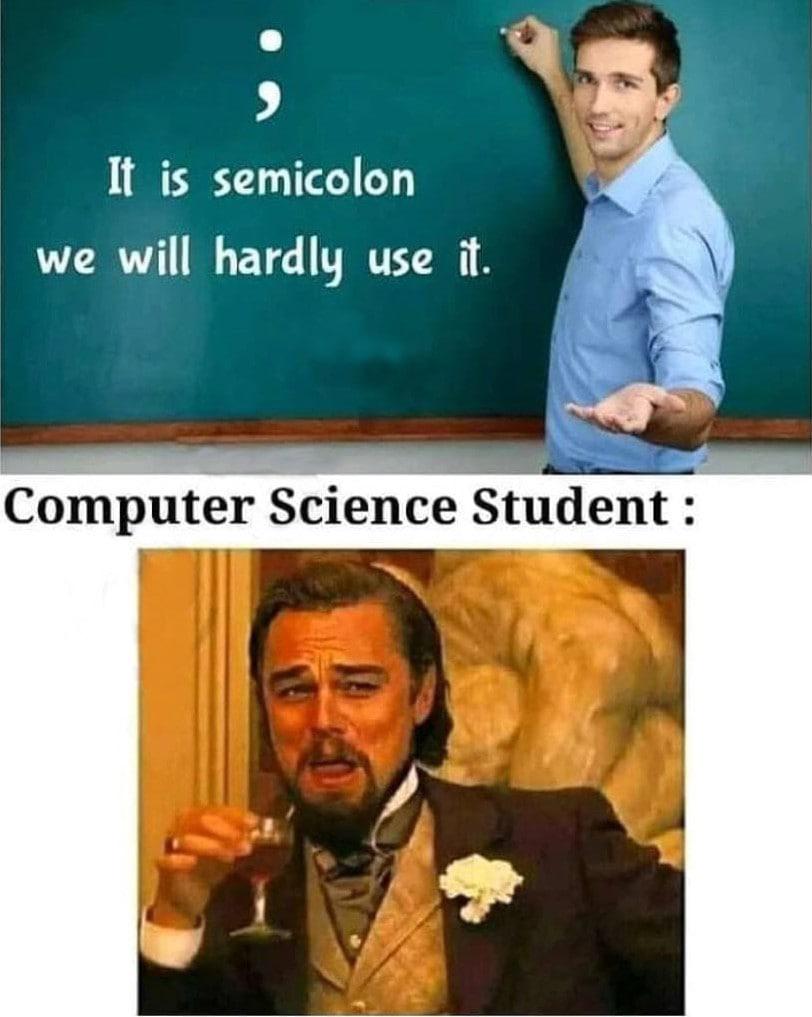 ;
It is semicolon
we will hardly use it.
Computer Science Student :